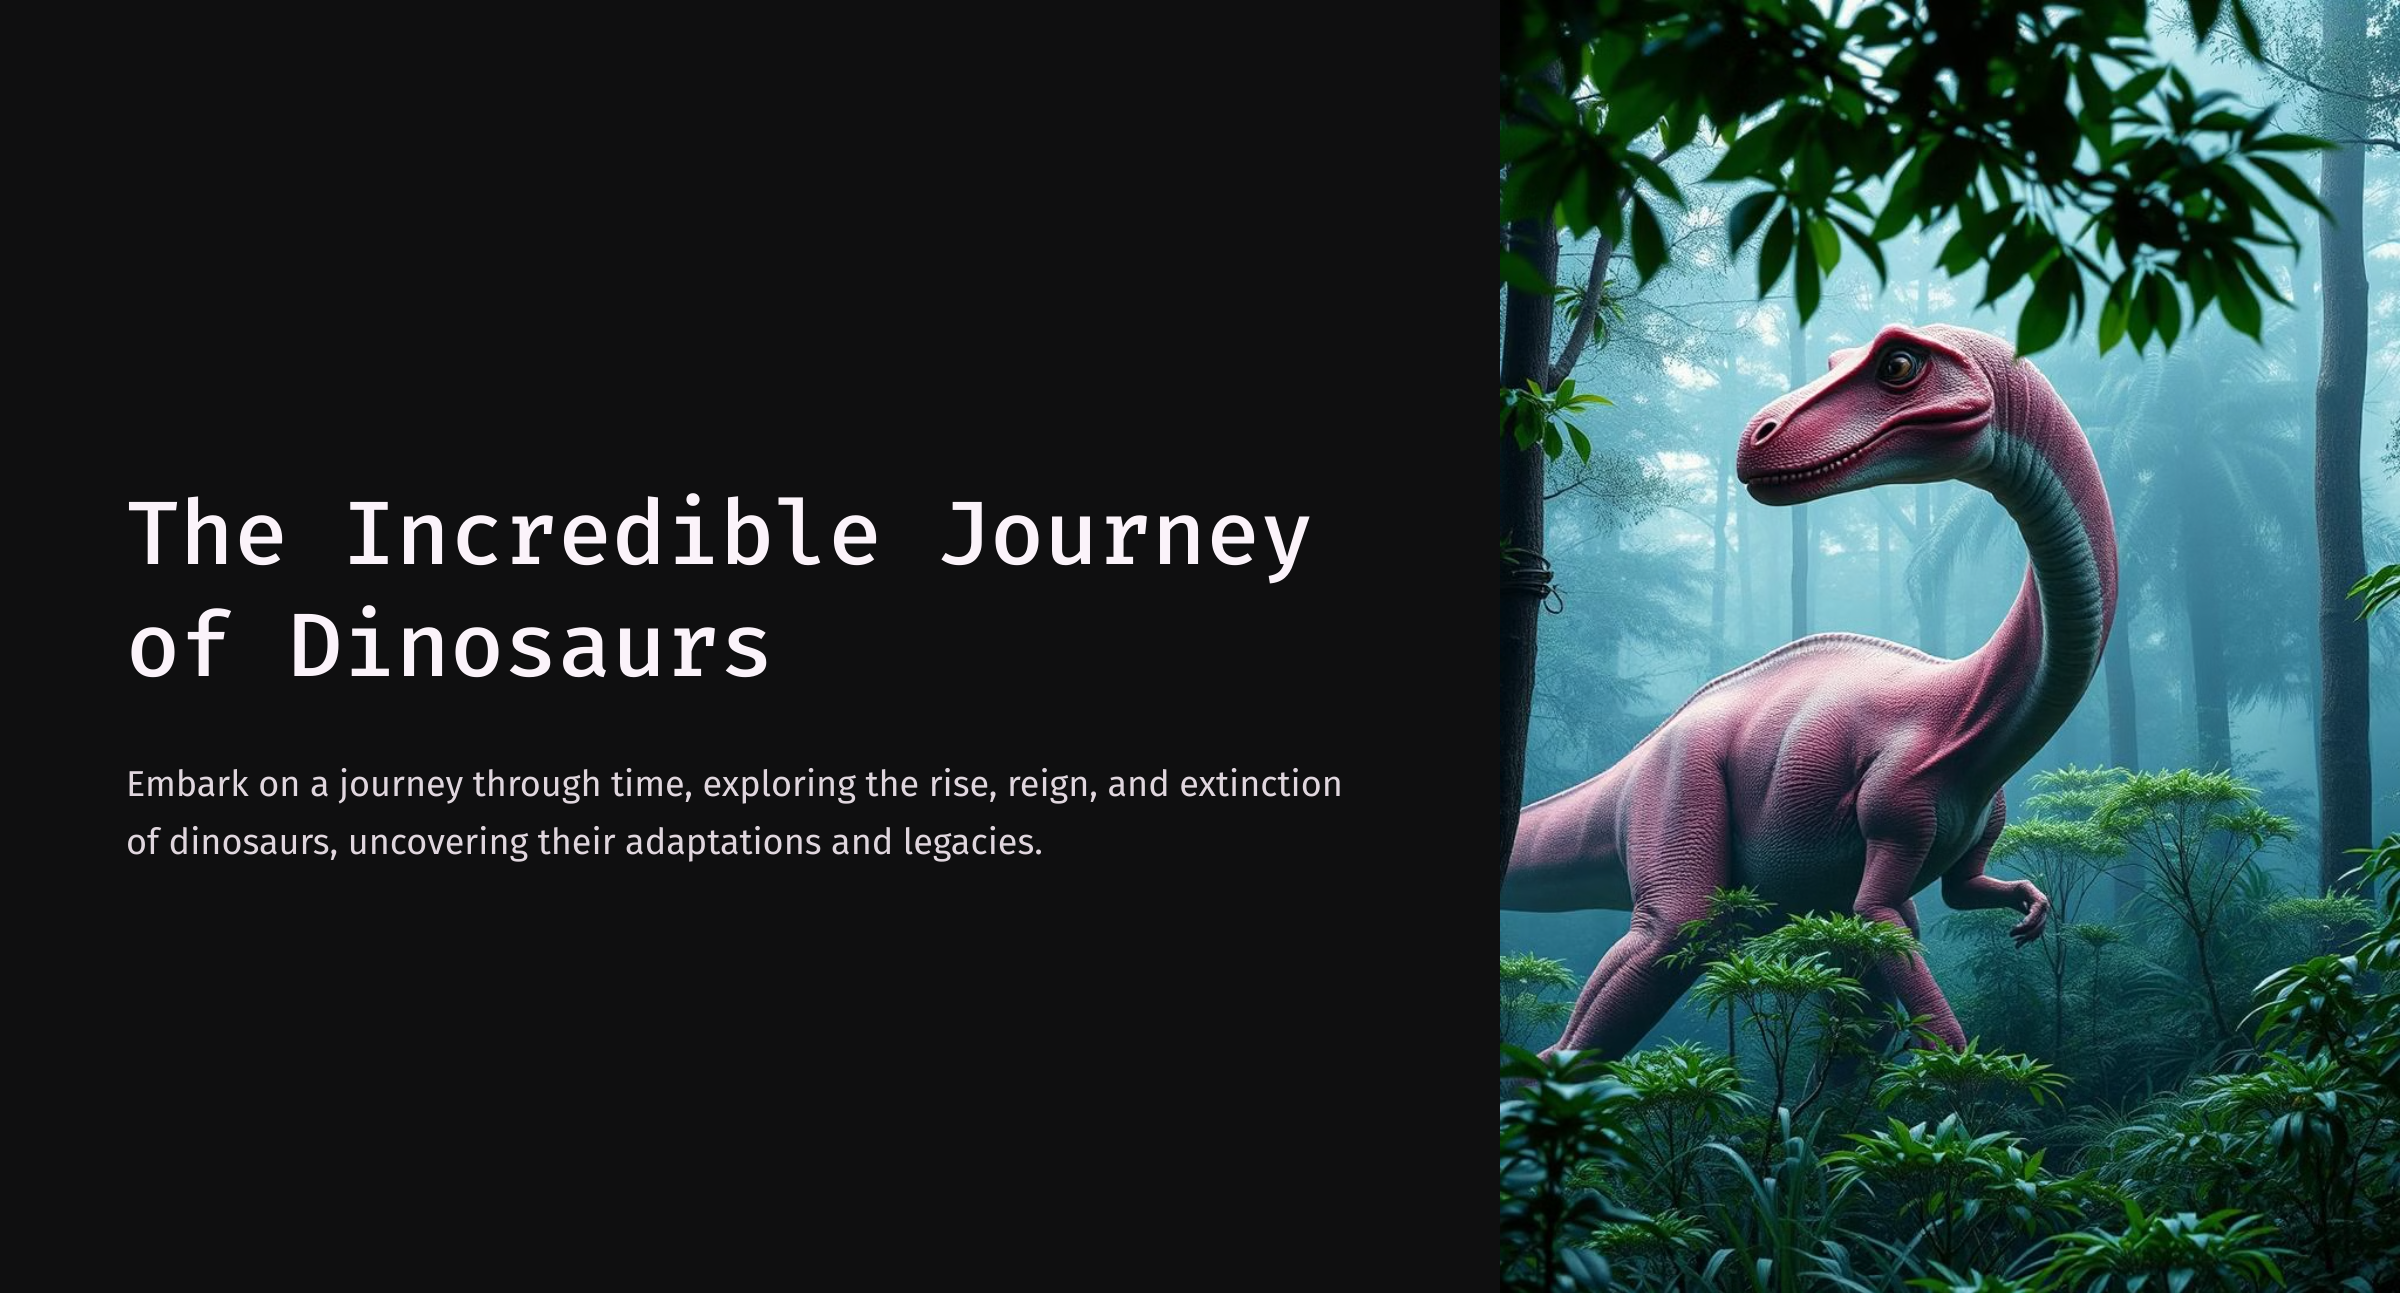 The Incredible Journey
of Dinosaurs
Embark on a journey through time, exploring the rise, reign, and extinction
of dinosaurs, uncovering their adaptations and legacies.